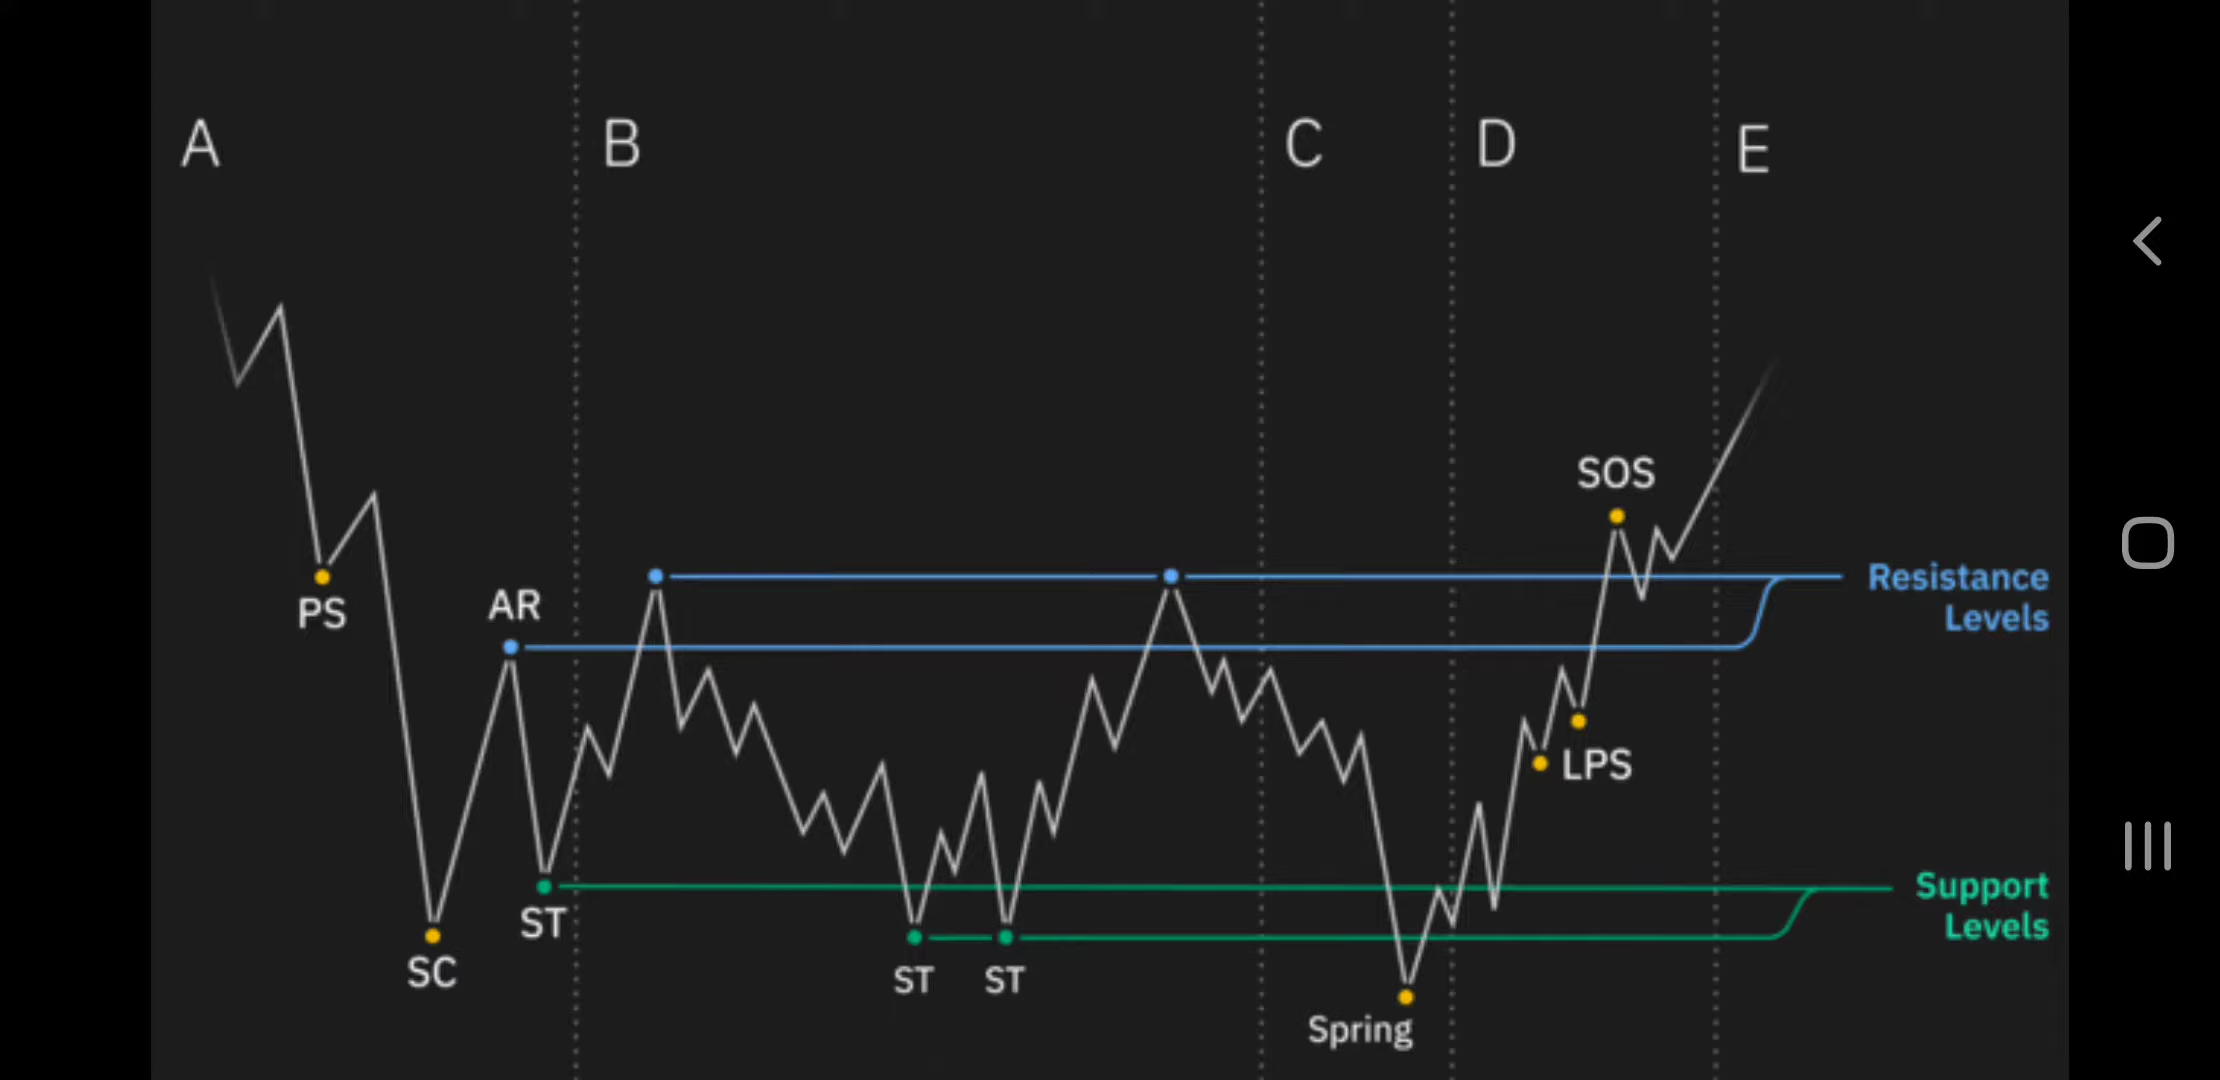 A
B
C
D
E
SOS
Resistance
Levels
AR
PS
LPS
Support
Levels
ST
SC
ST
ST
Spring